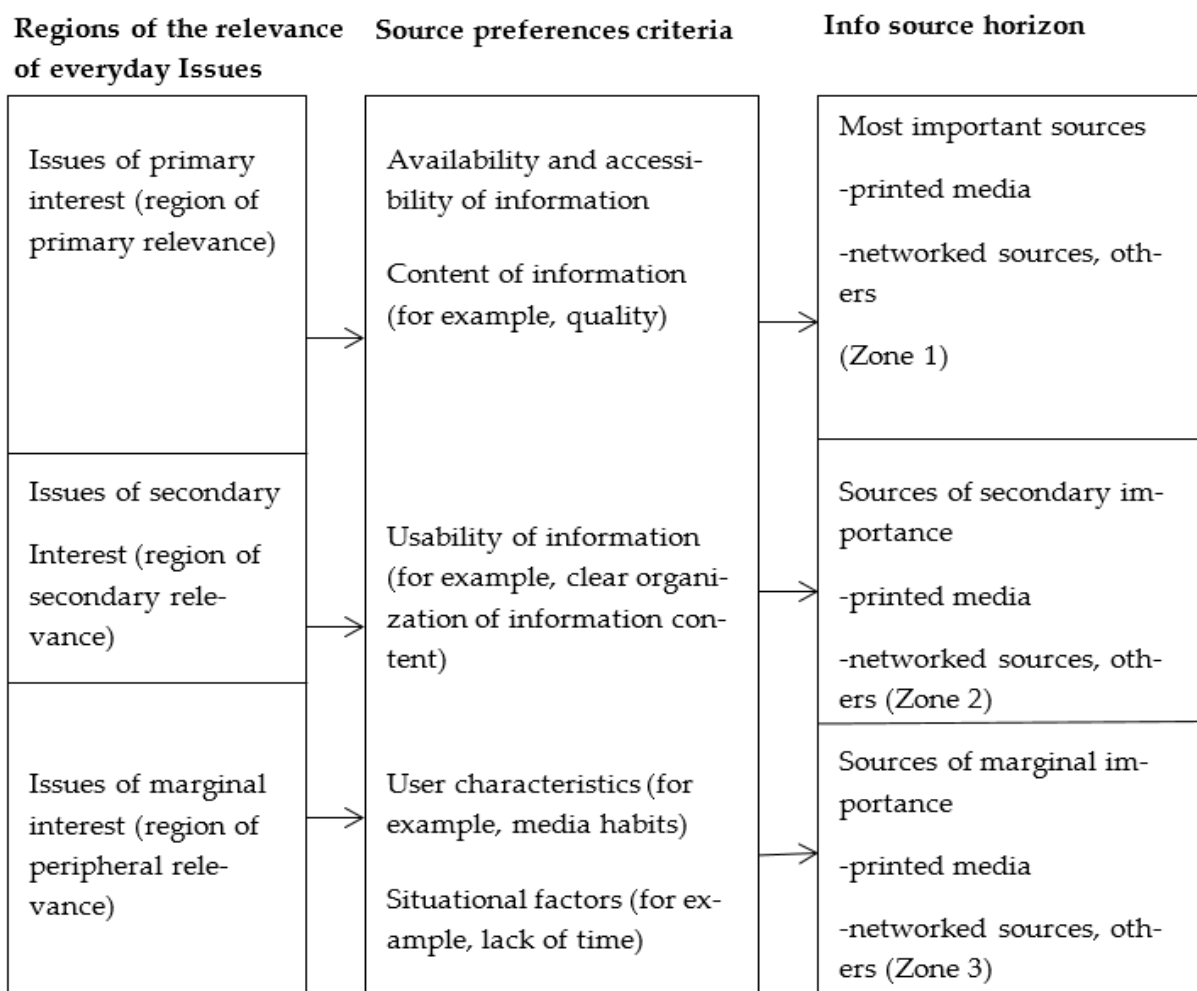 Regions of the relevance
of everyday Issues
Source preferences criteria
Info source horizon
Issues of primary
interest (region of
primary relevance)
Issues of secondary
Interest (region of
secondary rele-
vance)
Issues of marginal
interest (region of
peripheral rele-
vance)
Availability and accessi-
bility of information
Content of information
(for example, quality)
Usability of information
(for example, clear organi-
zation of information con-
tent)
User characteristics (for
example, media habits)
Situational factors (for ex-
ample, lack of time)
Most important sources
-printed media
-networked sources, oth-
ers
(Zone 1)
Sources of secondary im-
portance
-printed media
-networked sources, oth-
ers (Zone 2)
Sources of marginal im-
portance
-printed media
-networked sources, oth-
ers (Zone 3)